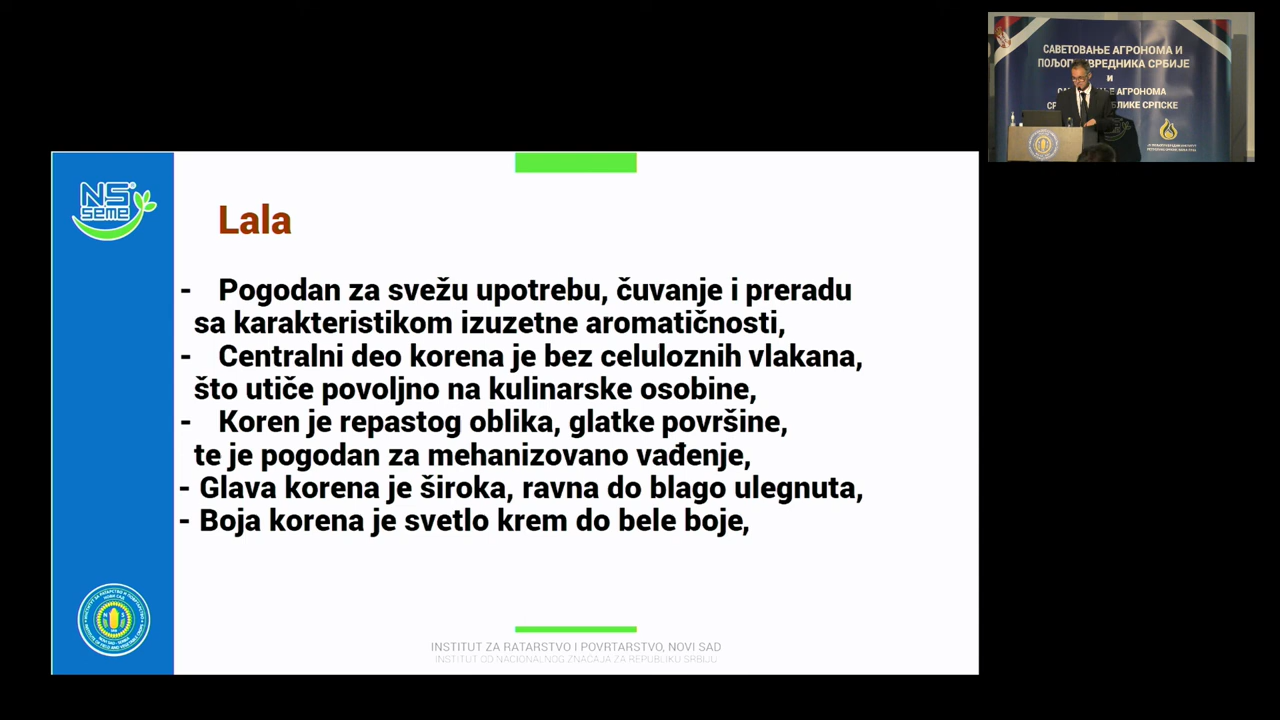 NS®
seme
Lala
- Pogodan za svežu upotrebu, čuvanje i preradu
sa karakteristikom izuzetne aromatičnosti,
- Centralni deo korena je bez celuloznih vlakana,
što utiče povoljno na kulinarske osobine,
- Koren je repastog oblika, glatke površine,
te je pogodan za mehanizovano vađenje,
- Glava korena je široka, ravna do blago ulegnuta,
- Boja korena je svetlo krem do bele boje,
INSTITUT ZA RATARSTVO I POVRTARSTVO, NOVI SAD
INSTITUT OD NACIONALNOG ZNAČAJA ZA REPUBLIKU SRBIJU
САВЕТОВАЊЕ АГРОНОМА И
ПОЉОПРИВРЕДНИКА СРБИЈЕ
И
АГРОНОМА
СРПСКЕ